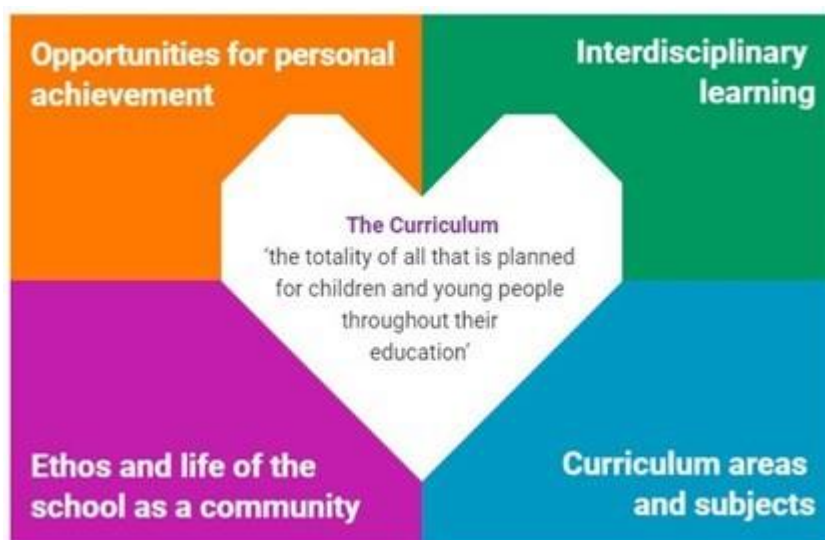 Opportunities for personal
achievement
Interdisciplinary
learning
The Curriculum
'the totality of all that is planned
for children and young people
throughout their
education'
Ethos and life of the
school as a community
Curriculum areas
and subjects